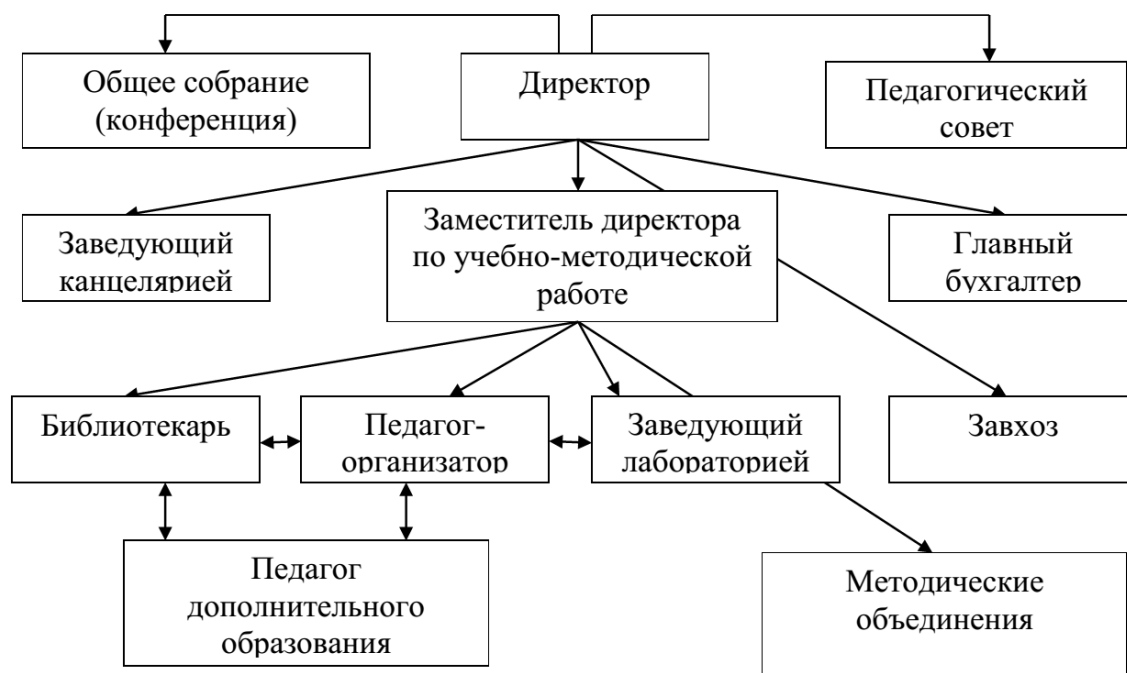 Общее собрание
(конференция)
Директор
Педагогический
совет
Заведующий
канцелярией
Заместитель директора
по учебно-методической
работе
Главный
бухгалтер
Библиотекарь
Педагог-
организатор
Заведующий
лабораторией
Завхоз
Педагог
дополнительного
образования
Методические
объединения